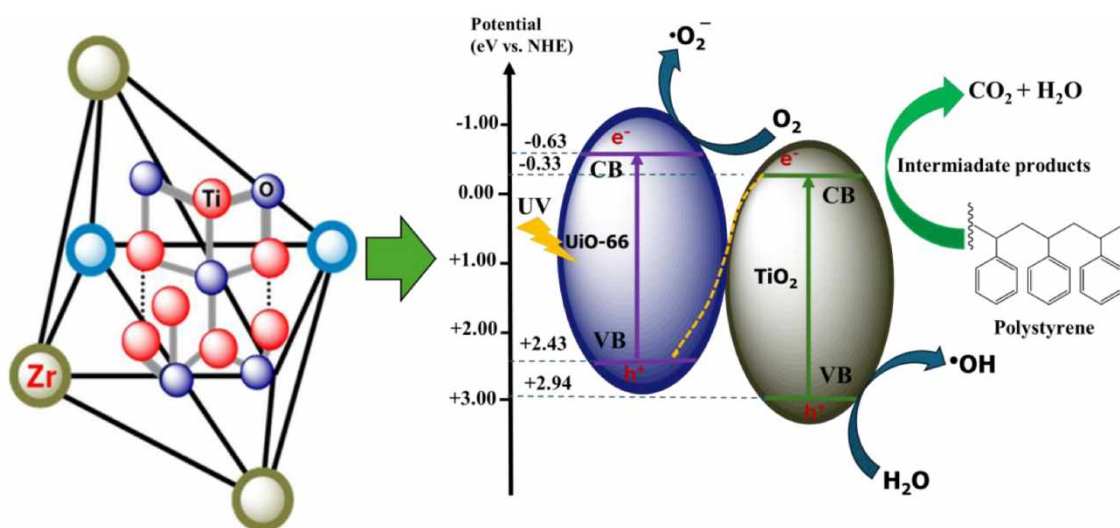 Ti
O
Zr
Potential
(eV vs. NHE)
-1.00
-0.63
-0.33
0.00
+1.00
+2.00
+2.43
+2.94
+3.00
UV
•O₂⁻
O₂
e⁻
CB
UiO-66
VB
h⁺
e⁻
CB
TiO₂
VB
h⁺
CO₂ + H₂O
Intermiadate products
Polystyrene
•OH
H₂O